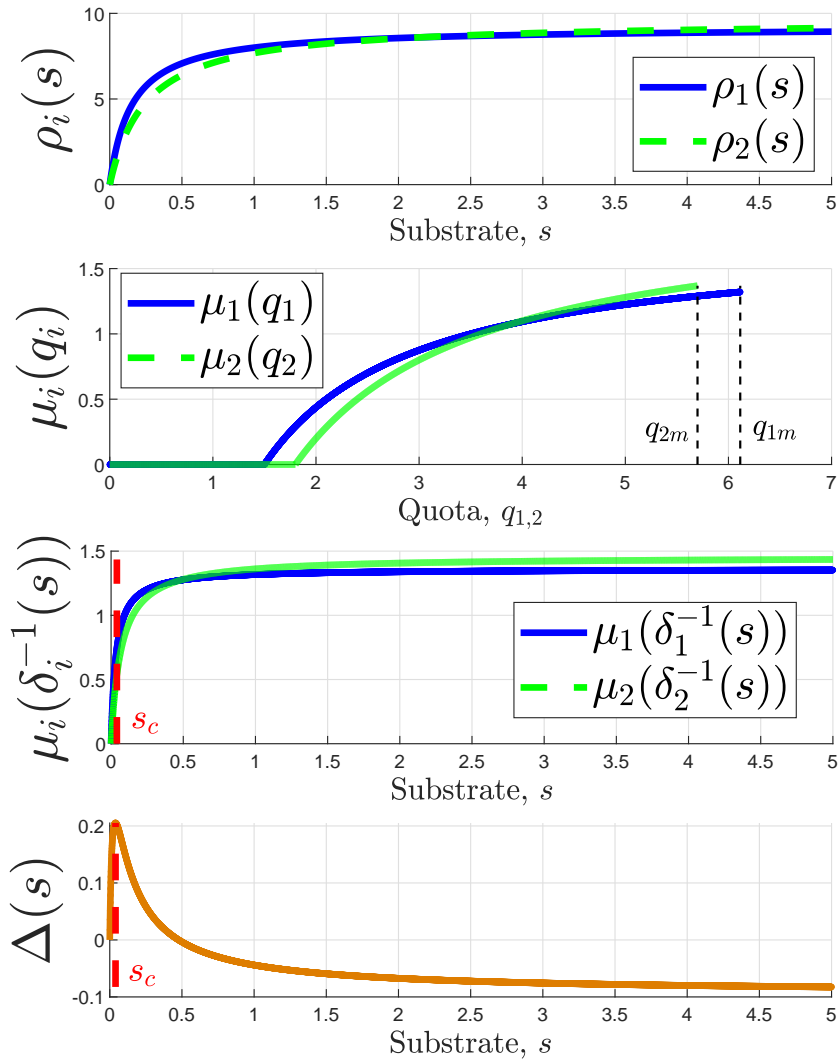 10
5
0
ρᵢ(s)
ρ₁(s)
ρ₂(s)
0 0.5 1 1.5 2 2.5 3 3.5 4 4.5 5
Substrate, s
1.5
1
0.5
0
μᵢ(qᵢ)
μ₁(q₁)
μ₂(q₂)
q₂ₘ q₁ₘ
0 1 2 3 4 5 6 7
Quota, q₁,₂
1.5
1
0.5
0
μᵢ(δᵢ⁻¹(s))
μ₁(δ₁⁻¹(s))
μ₂(δ₂⁻¹(s))
s_c
0 0.5 1 1.5 2 2.5 3 3.5 4 4.5 5
Substrate, s
0.2
0.1
0
-0.1
Δ(s)
s_c
0 0.5 1 1.5 2 2.5 3 3.5 4 4.5 5
Substrate, s